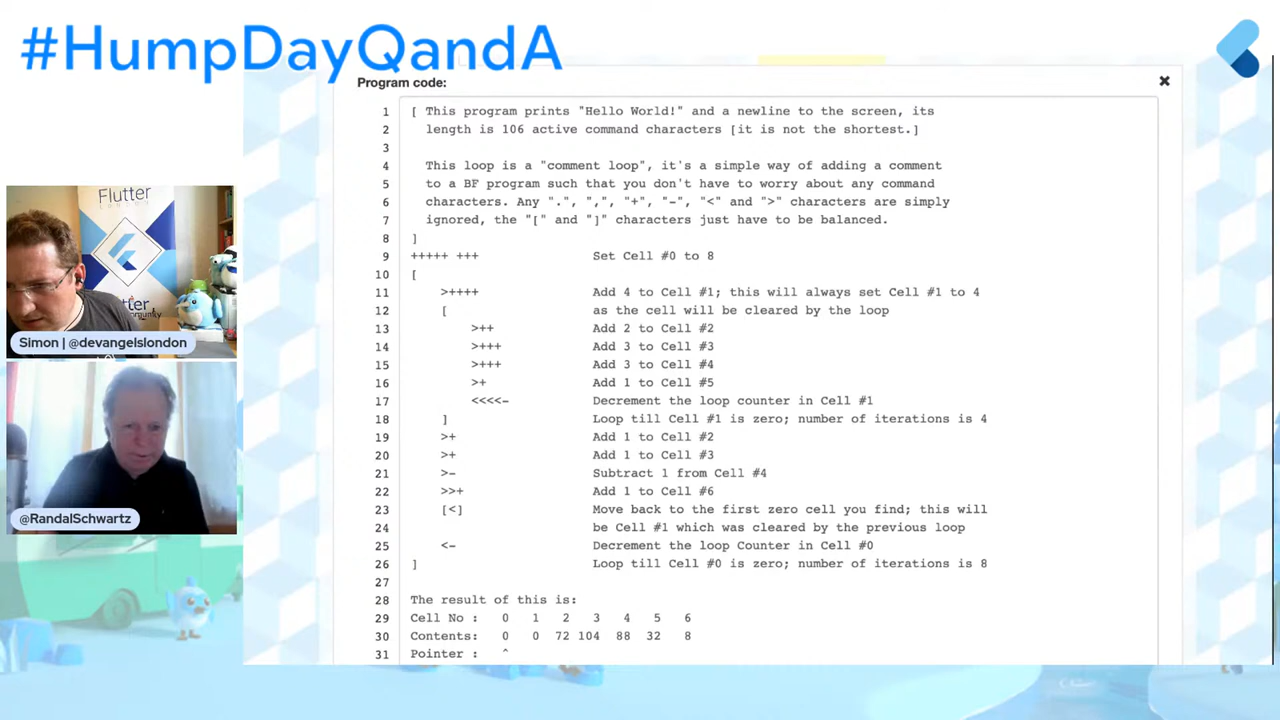 #HumpDayQandA
Program code:
1 [ This program prints "Hello World!" and a newline to the screen, its
2 length is 106 active command characters [it is not the shortest.]
3
4 This loop is a "comment loop", it's a simple way of adding a comment
5 to a BF program such that you don't have to worry about any command
6 characters. Any ".", ",", "+", "-", "<" and ">" characters are simply
7 ignored, the "[" and "]" characters just have to be balanced.
8 ]
9 +++++ +++ Set Cell #0 to 8
10 [
11 >++++ Add 4 to Cell #1; this will always set Cell #1 to 4
12 [ as the cell will be cleared by the loop
13 >++ Add 2 to Cell #2
14 >+++ Add 3 to Cell #3
15 >+++ Add 3 to Cell #4
16 >+ Add 1 to Cell #5
17 <<<<- Decrement the loop counter in Cell #1
18 ] Loop till Cell #1 is zero; number of iterations is 4
19 >+ Add 1 to Cell #2
20 >+ Add 1 to Cell #3
21 >- Subtract 1 from Cell #4
22 >>+ Add 1 to Cell #6
23 [<] Move back to the first zero cell you find; this will
24 be Cell #1 which was cleared by the previous loop
25 <- Decrement the loop Counter in Cell #0
26 ] Loop till Cell #0 is zero; number of iterations is 8
27
28 The result of this is:
29 Cell No : 0 1 2 3 4 5 6
30 Contents: 0 0 72 104 88 32 8
31 Pointer : ^
Flutter
Simon | @devangelslondon
@RandalSchwartz